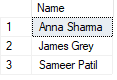 Name
1 Anna Sharma
2 James Grey
3 Sameer Patil